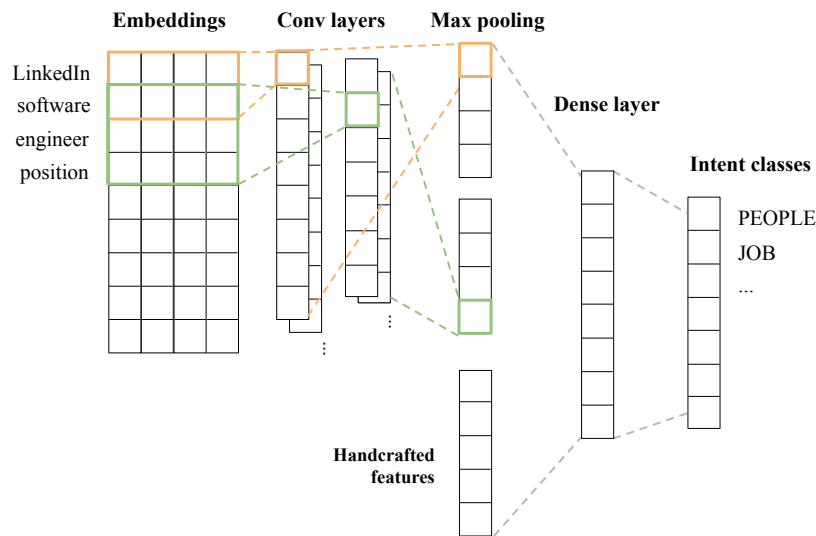 Embeddings
Conv layers
Max pooling
LinkedIn
software
engineer
position
Dense layer
Intent classes
PEOPLE
JOB
...
...
...
Handcrafted
features